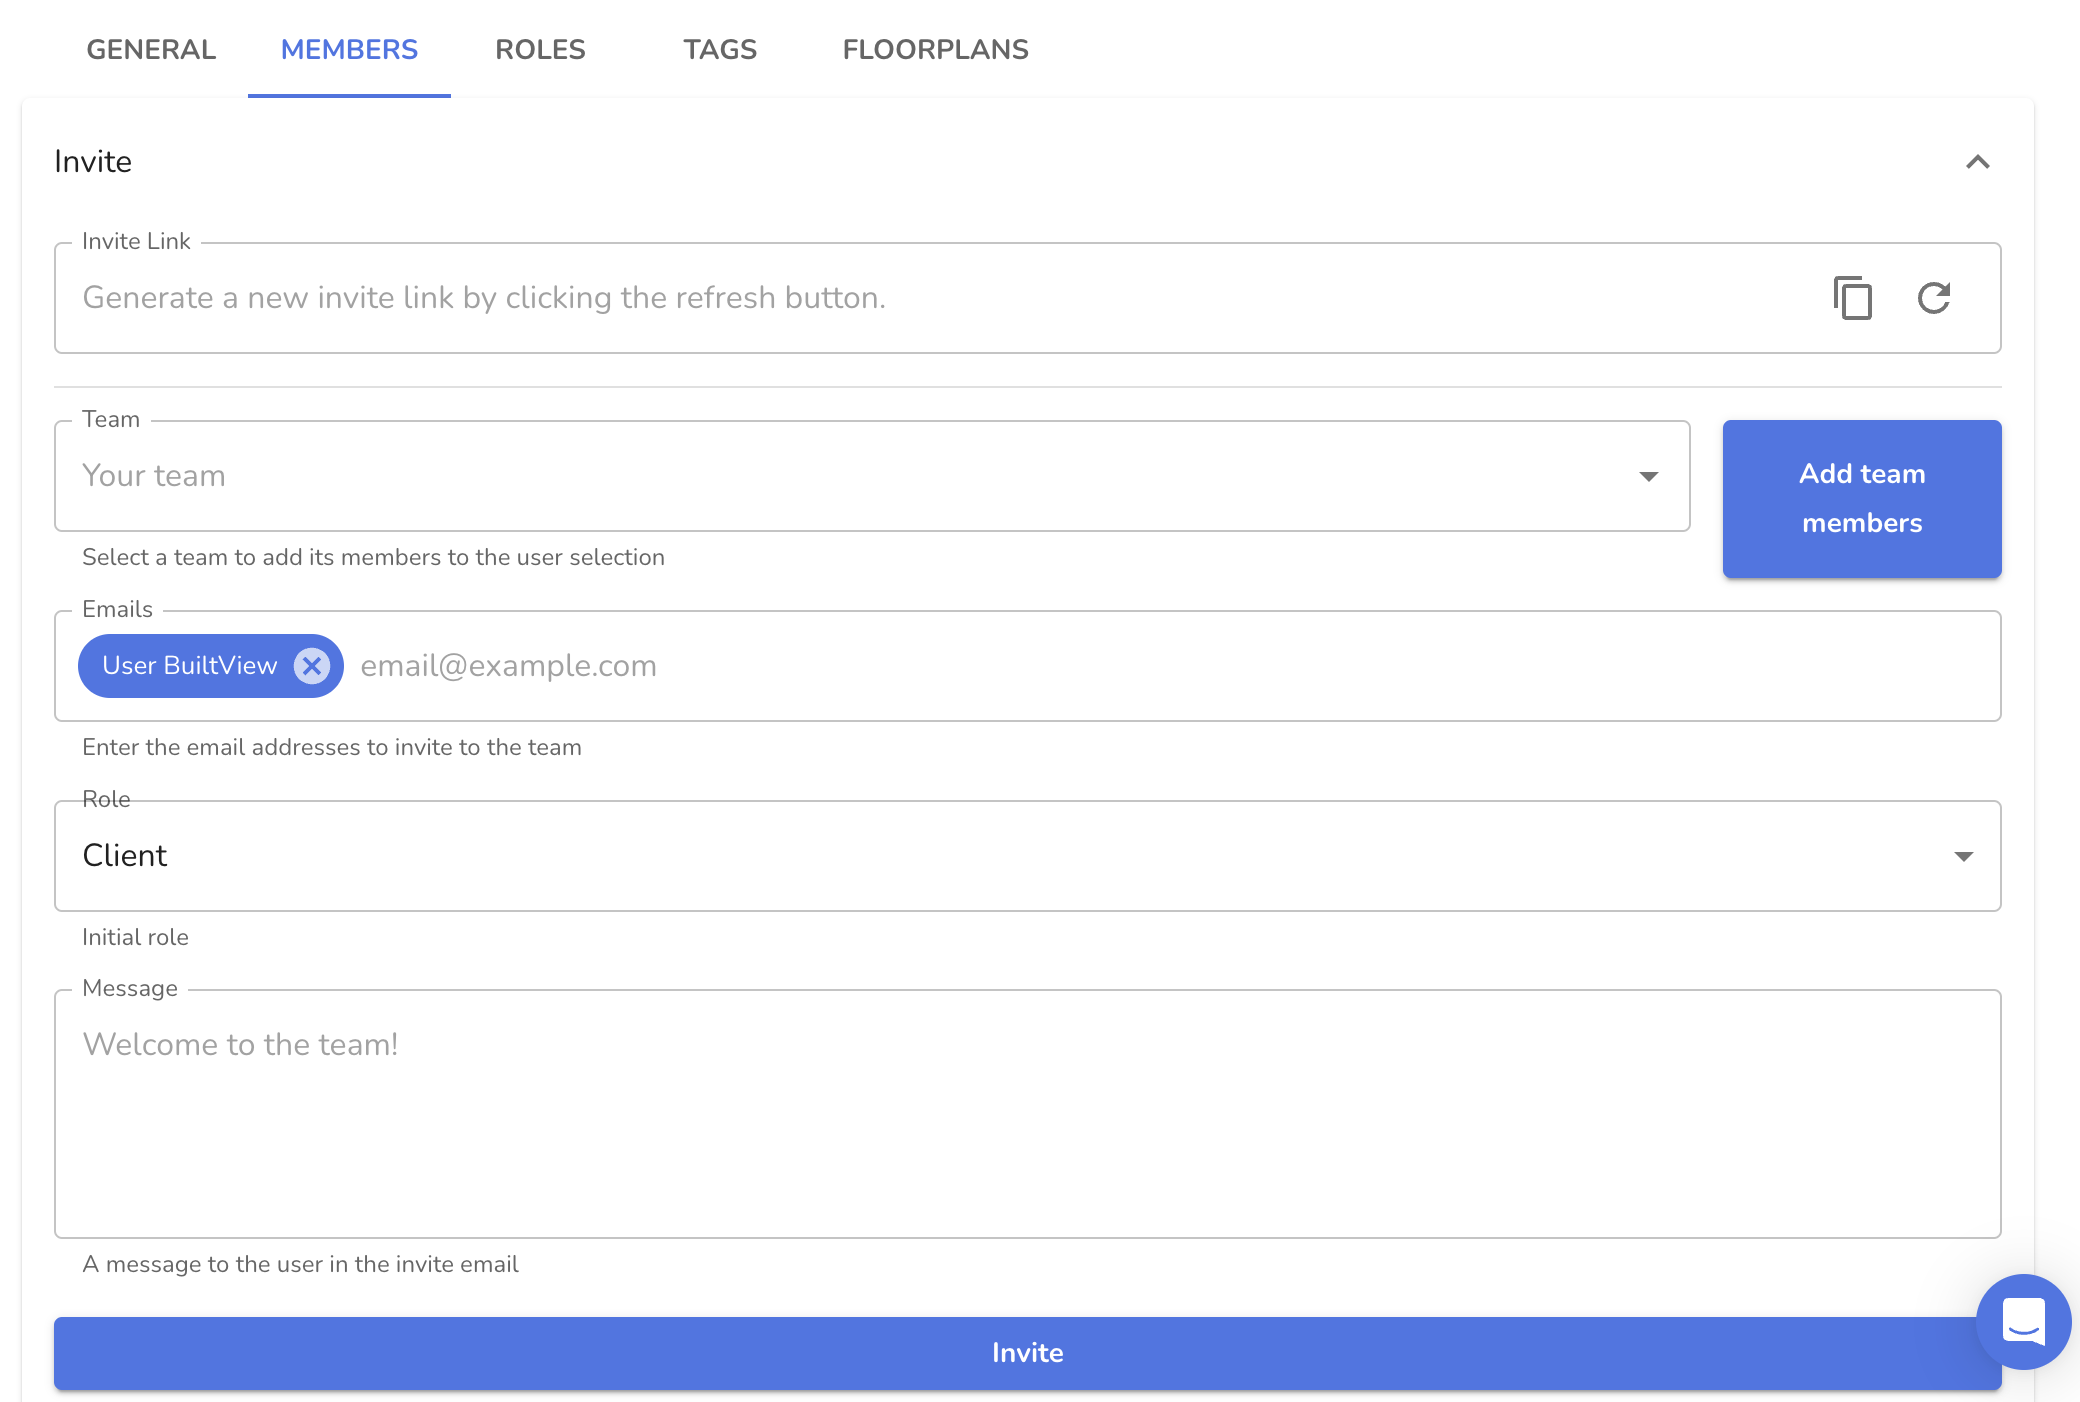 GENERAL MEMBERS ROLES TAGS FLOORPLANS
Invite
Invite Link
Generate a new invite link by clicking the refresh button.
Team
Your team
Add team
members
Select a team to add its members to the user selection
Emails
User BuiltView email@example.com
Enter the email addresses to invite to the team
Role
Client
Initial role
Message
Welcome to the team!
A message to the user in the invite email
Invite